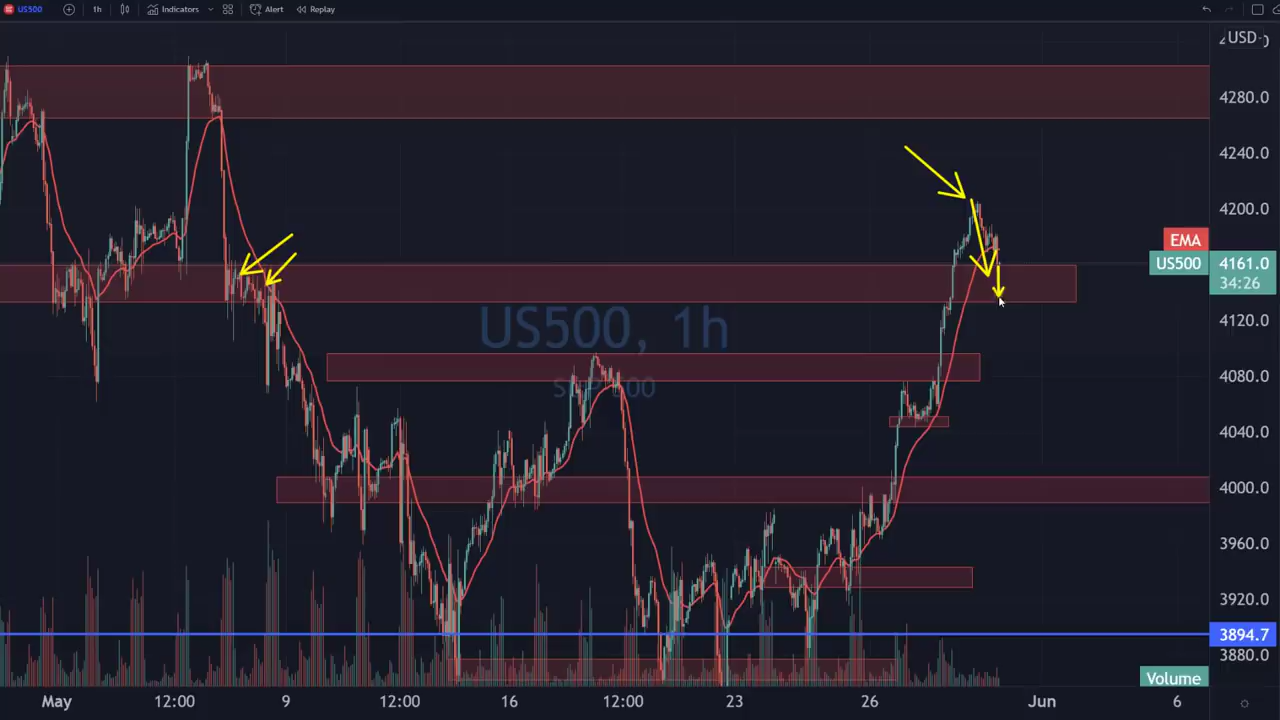 US500 1h Indicators Alert Replay
USD
4280.0
4240.0
4200.0
EMA
US500 4161.0
34:26
4120.0
US500, 1h
4080.0
4040.0
4000.0
3960.0
3920.0
3894.7
3880.0
Volume
May 12:00 9 12:00 16 12:00 23 26 Jun 6